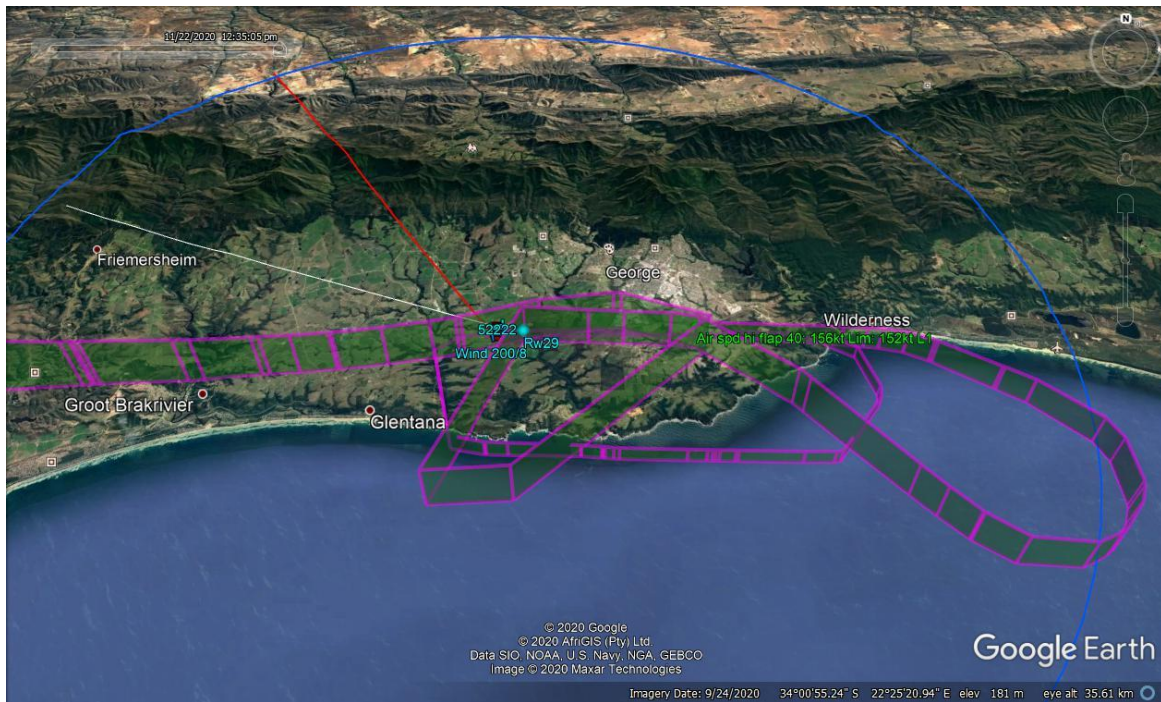 11/22/2020 12:35:05 pm
N
Friemersheim
George
52222
Rw29
Wind 200/8
Wilderness
Air spd hi flap 40: 156kt Lim: 152kt L1
Groot Brakrivier
Glentana
© 2020 Google
© 2020 AfriGIS (Pty) Ltd.
Data SIO, NOAA, U.S. Navy, NGA, GEBCO
Image © 2020 Maxar Technologies
Google Earth
Imagery Date: 9/24/2020 34°00'55.24" S 22°25'20.94" E elev 181 m eye alt 35.61 km